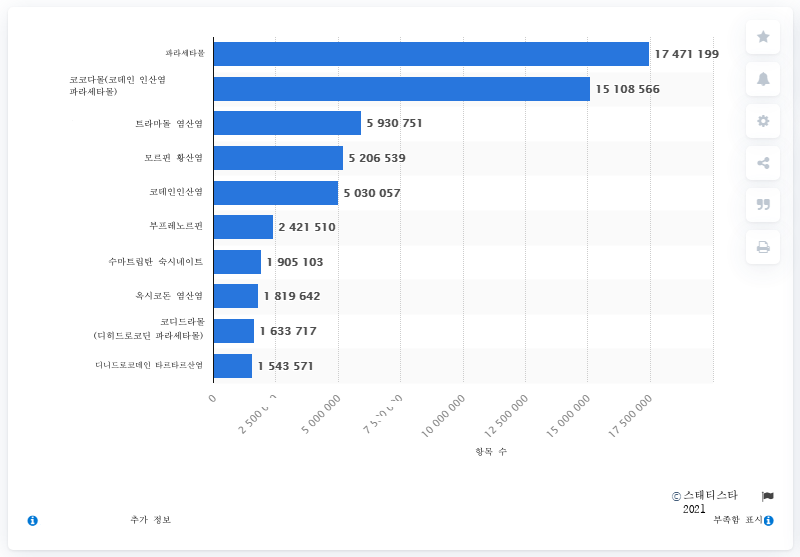 파라세타몰
17 471 199
코코다몰(코데인 인산염
파라세타몰)
15 108 566
트라마돌 염산염
5 930 751
모르핀 황산염
5 206 539
코데인인산염
5 030 057
부프레노르핀
2 421 510
수마트립탄 숙시네이트
1 905 103
옥시코돈 염산염
1 819 642
코디드라몰
(디히드로코딘 파라세타몰)
1 633 717
디니드로코데인 타르타르산염
1 543 571
0
2 500 000
5 000 000
7 500 000
10 000 000
12 500 000
15 000 000
17 500 000
항목 수
© 스태티스타
2021
추가 정보
부족함 표시